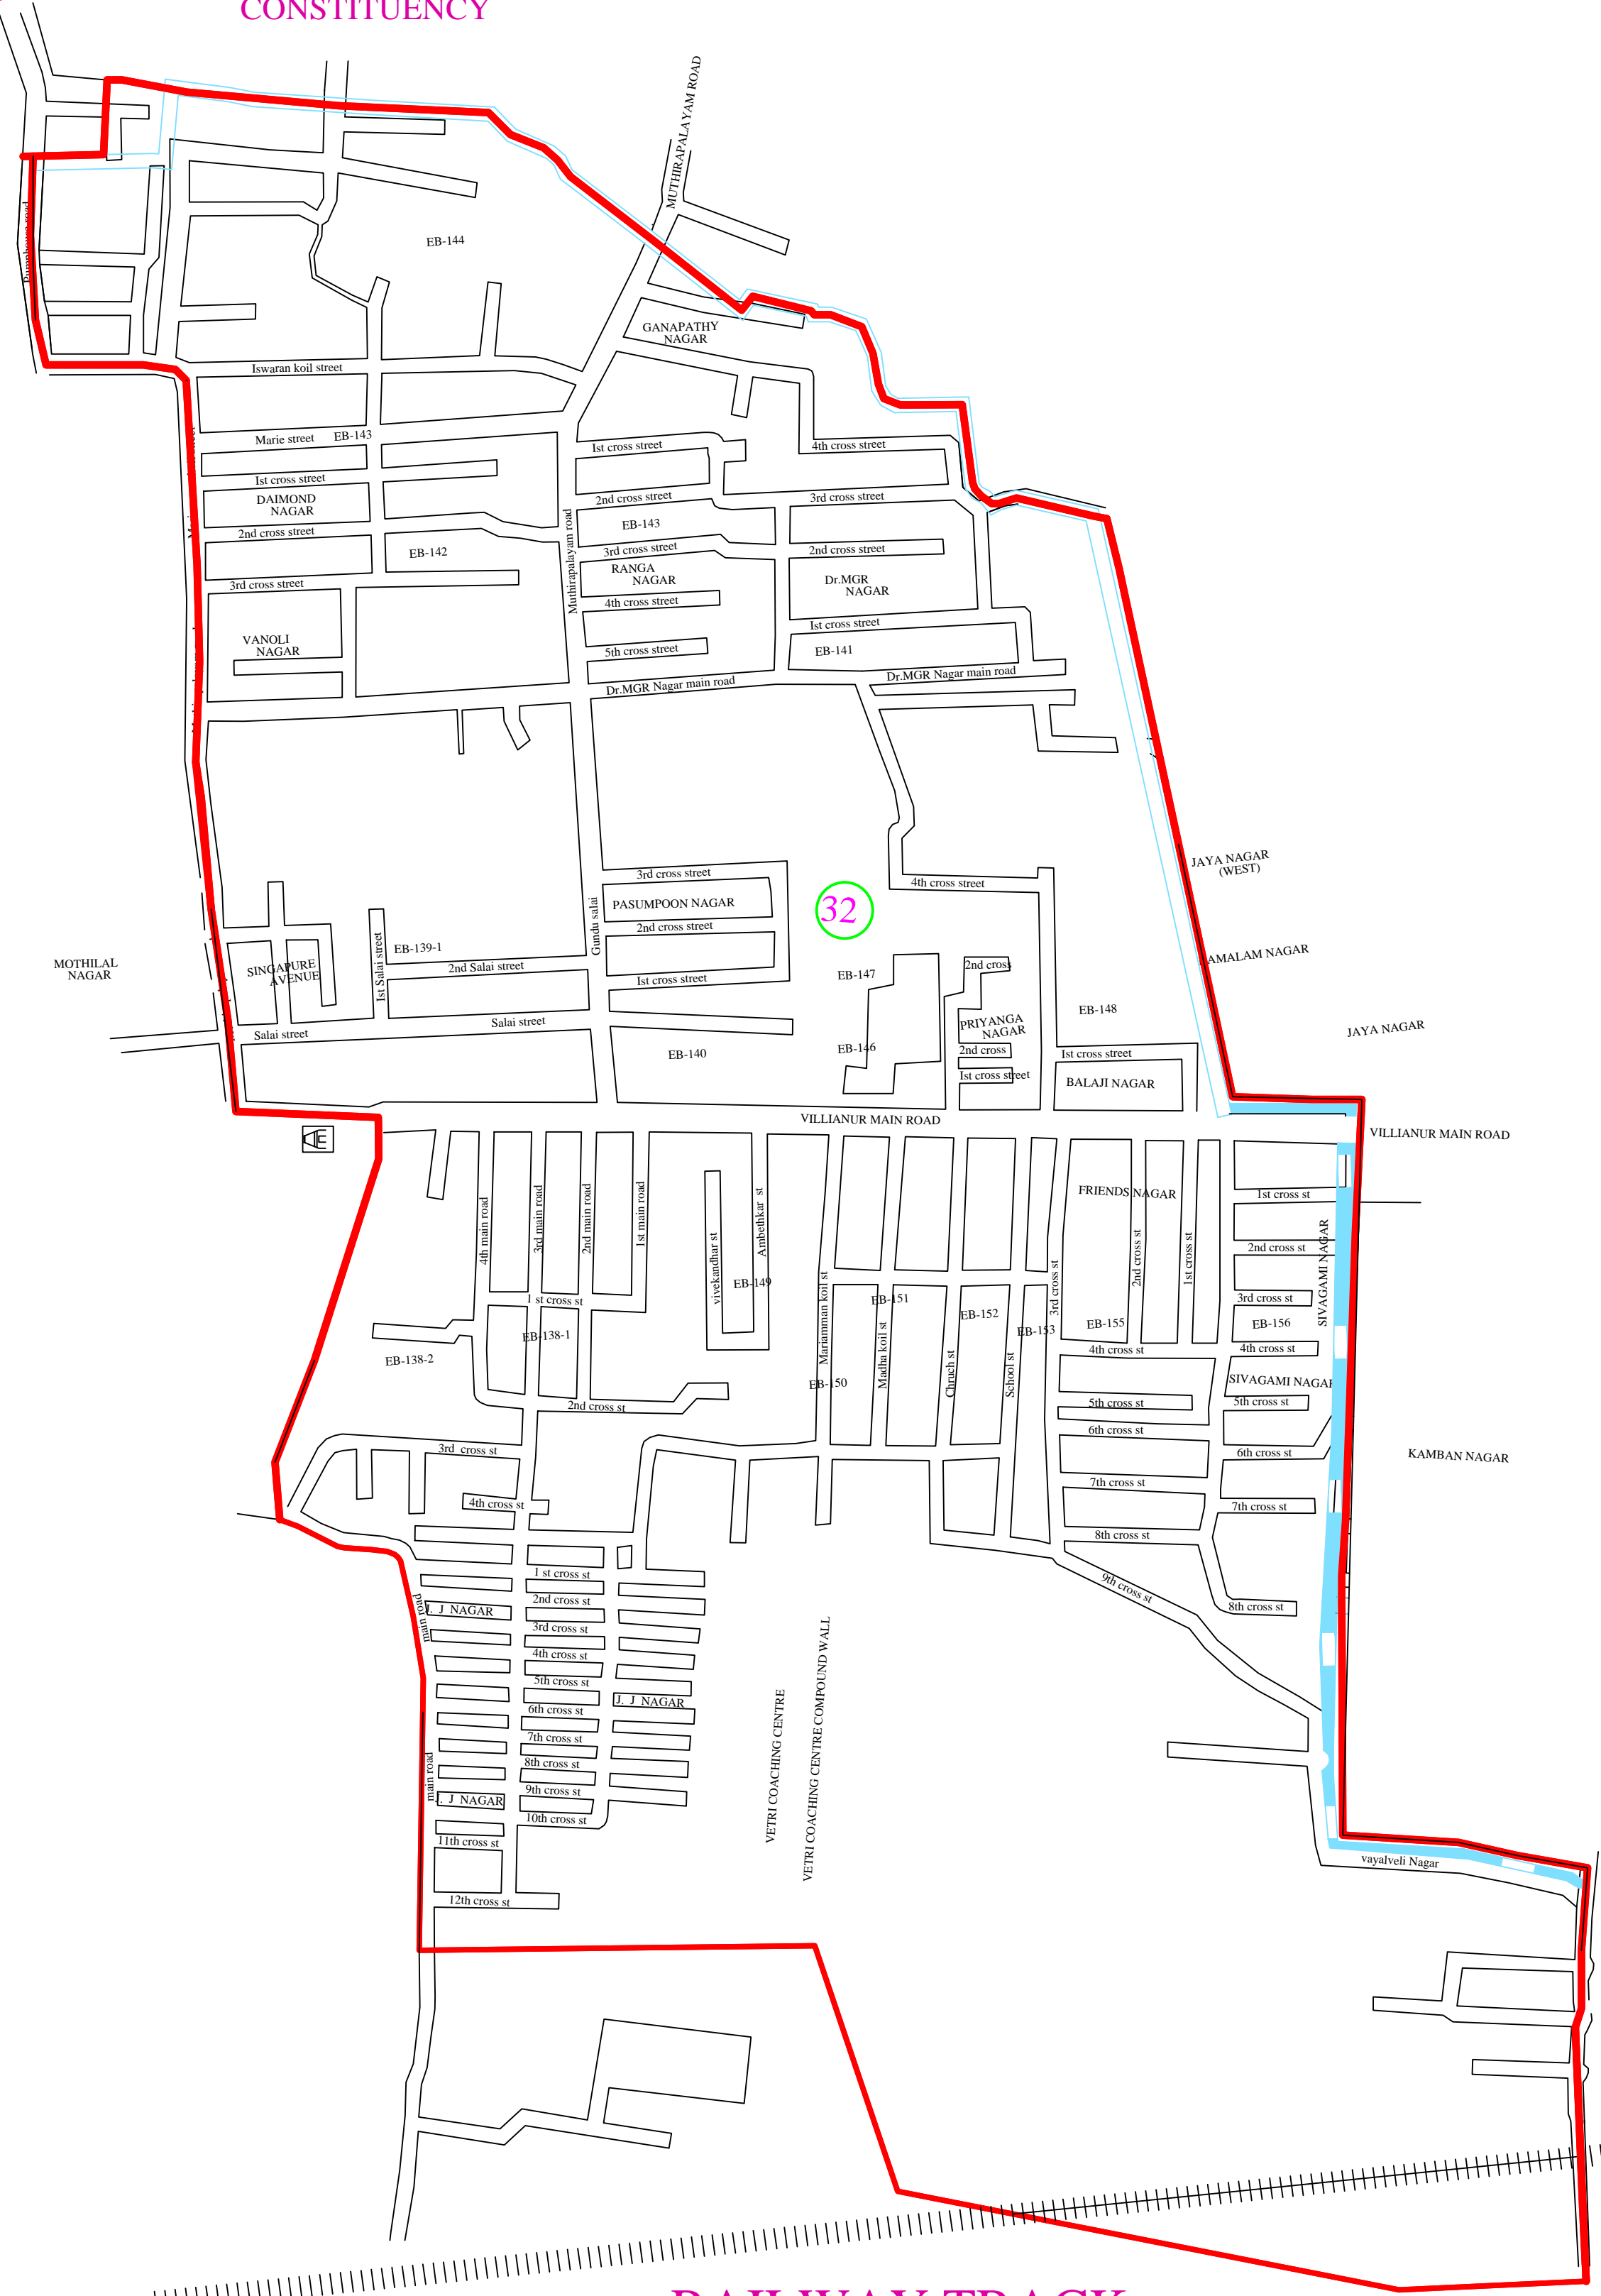 CONSTITUENCY
MUTHIRAPALAYAM ROAD
EB-144
GANAPATHY
NAGAR
Iswaran koil street
Marie street
EB-143
Ist cross street
4th cross street
Ist cross street
DAIMOND
NAGAR
2nd cross street
3rd cross street
2nd cross street
EB-143
EB-142
3rd cross street
2nd cross street
Muthirapalayam road
RANGA
NAGAR
Dr.MGR
NAGAR
3rd cross street
4th cross street
Ist cross street
VANOLI
NAGAR
5th cross street
EB-141
Dr.MGR Nagar main road
Dr.MGR Nagar main road
JAYA NAGAR
(WEST)
3rd cross street
4th cross street
PASUMPOON NAGAR
32
Gundu salai
2nd cross street
EB-139-1
MOTHILAL
NAGAR
SINGAPURE
AVENUE
Ist Salai street
2nd Salai street
Ist cross street
EB-147
2nd cross
AMALAM NAGAR
EB-148
Salai street
Salai street
PRIYANGA
NAGAR
JAYA NAGAR
EB-140
EB-146
2nd cross
Ist cross street
Ist cross street
BALAJI NAGAR
VILLIANUR MAIN ROAD
VILLIANUR MAIN ROAD
4th main road
3rd main road
2nd main road
1st main road
vivekandhar st
Ambethkar st
FRIENDS NAGAR
1st cross st
2nd cross st
1st cross st
2nd cross st
SIVAGAMI NAGAR
3rd cross st
EB-149
Mariamman koil st
EB-151
EB-152
EB-153
EB-155
3rd cross st
EB-156
1 st cross st
EB-138-1
EB-138-2
Madha koil st
Chruch st
School st
EB-150
4th cross st
4th cross st
SIVAGAMI NAGAR
2nd cross st
5th cross st
5th cross st
6th cross st
6th cross st
3rd cross st
KAMBAN NAGAR
7th cross st
7th cross st
4th cross st
8th cross st
9th cross st
8th cross st
main road
1 st cross st
2nd cross st
J. J NAGAR
3rd cross st
4th cross st
5th cross st
J. J NAGAR
6th cross st
7th cross st
8th cross st
main road
9th cross st
J. J NAGAR
10th cross st
11th cross st
12th cross st
VETRI COACHING CENTRE
VETRI COACHING CENTRE COMPOUND WALL
vayalveli Nagar
RAILWAY TRACK